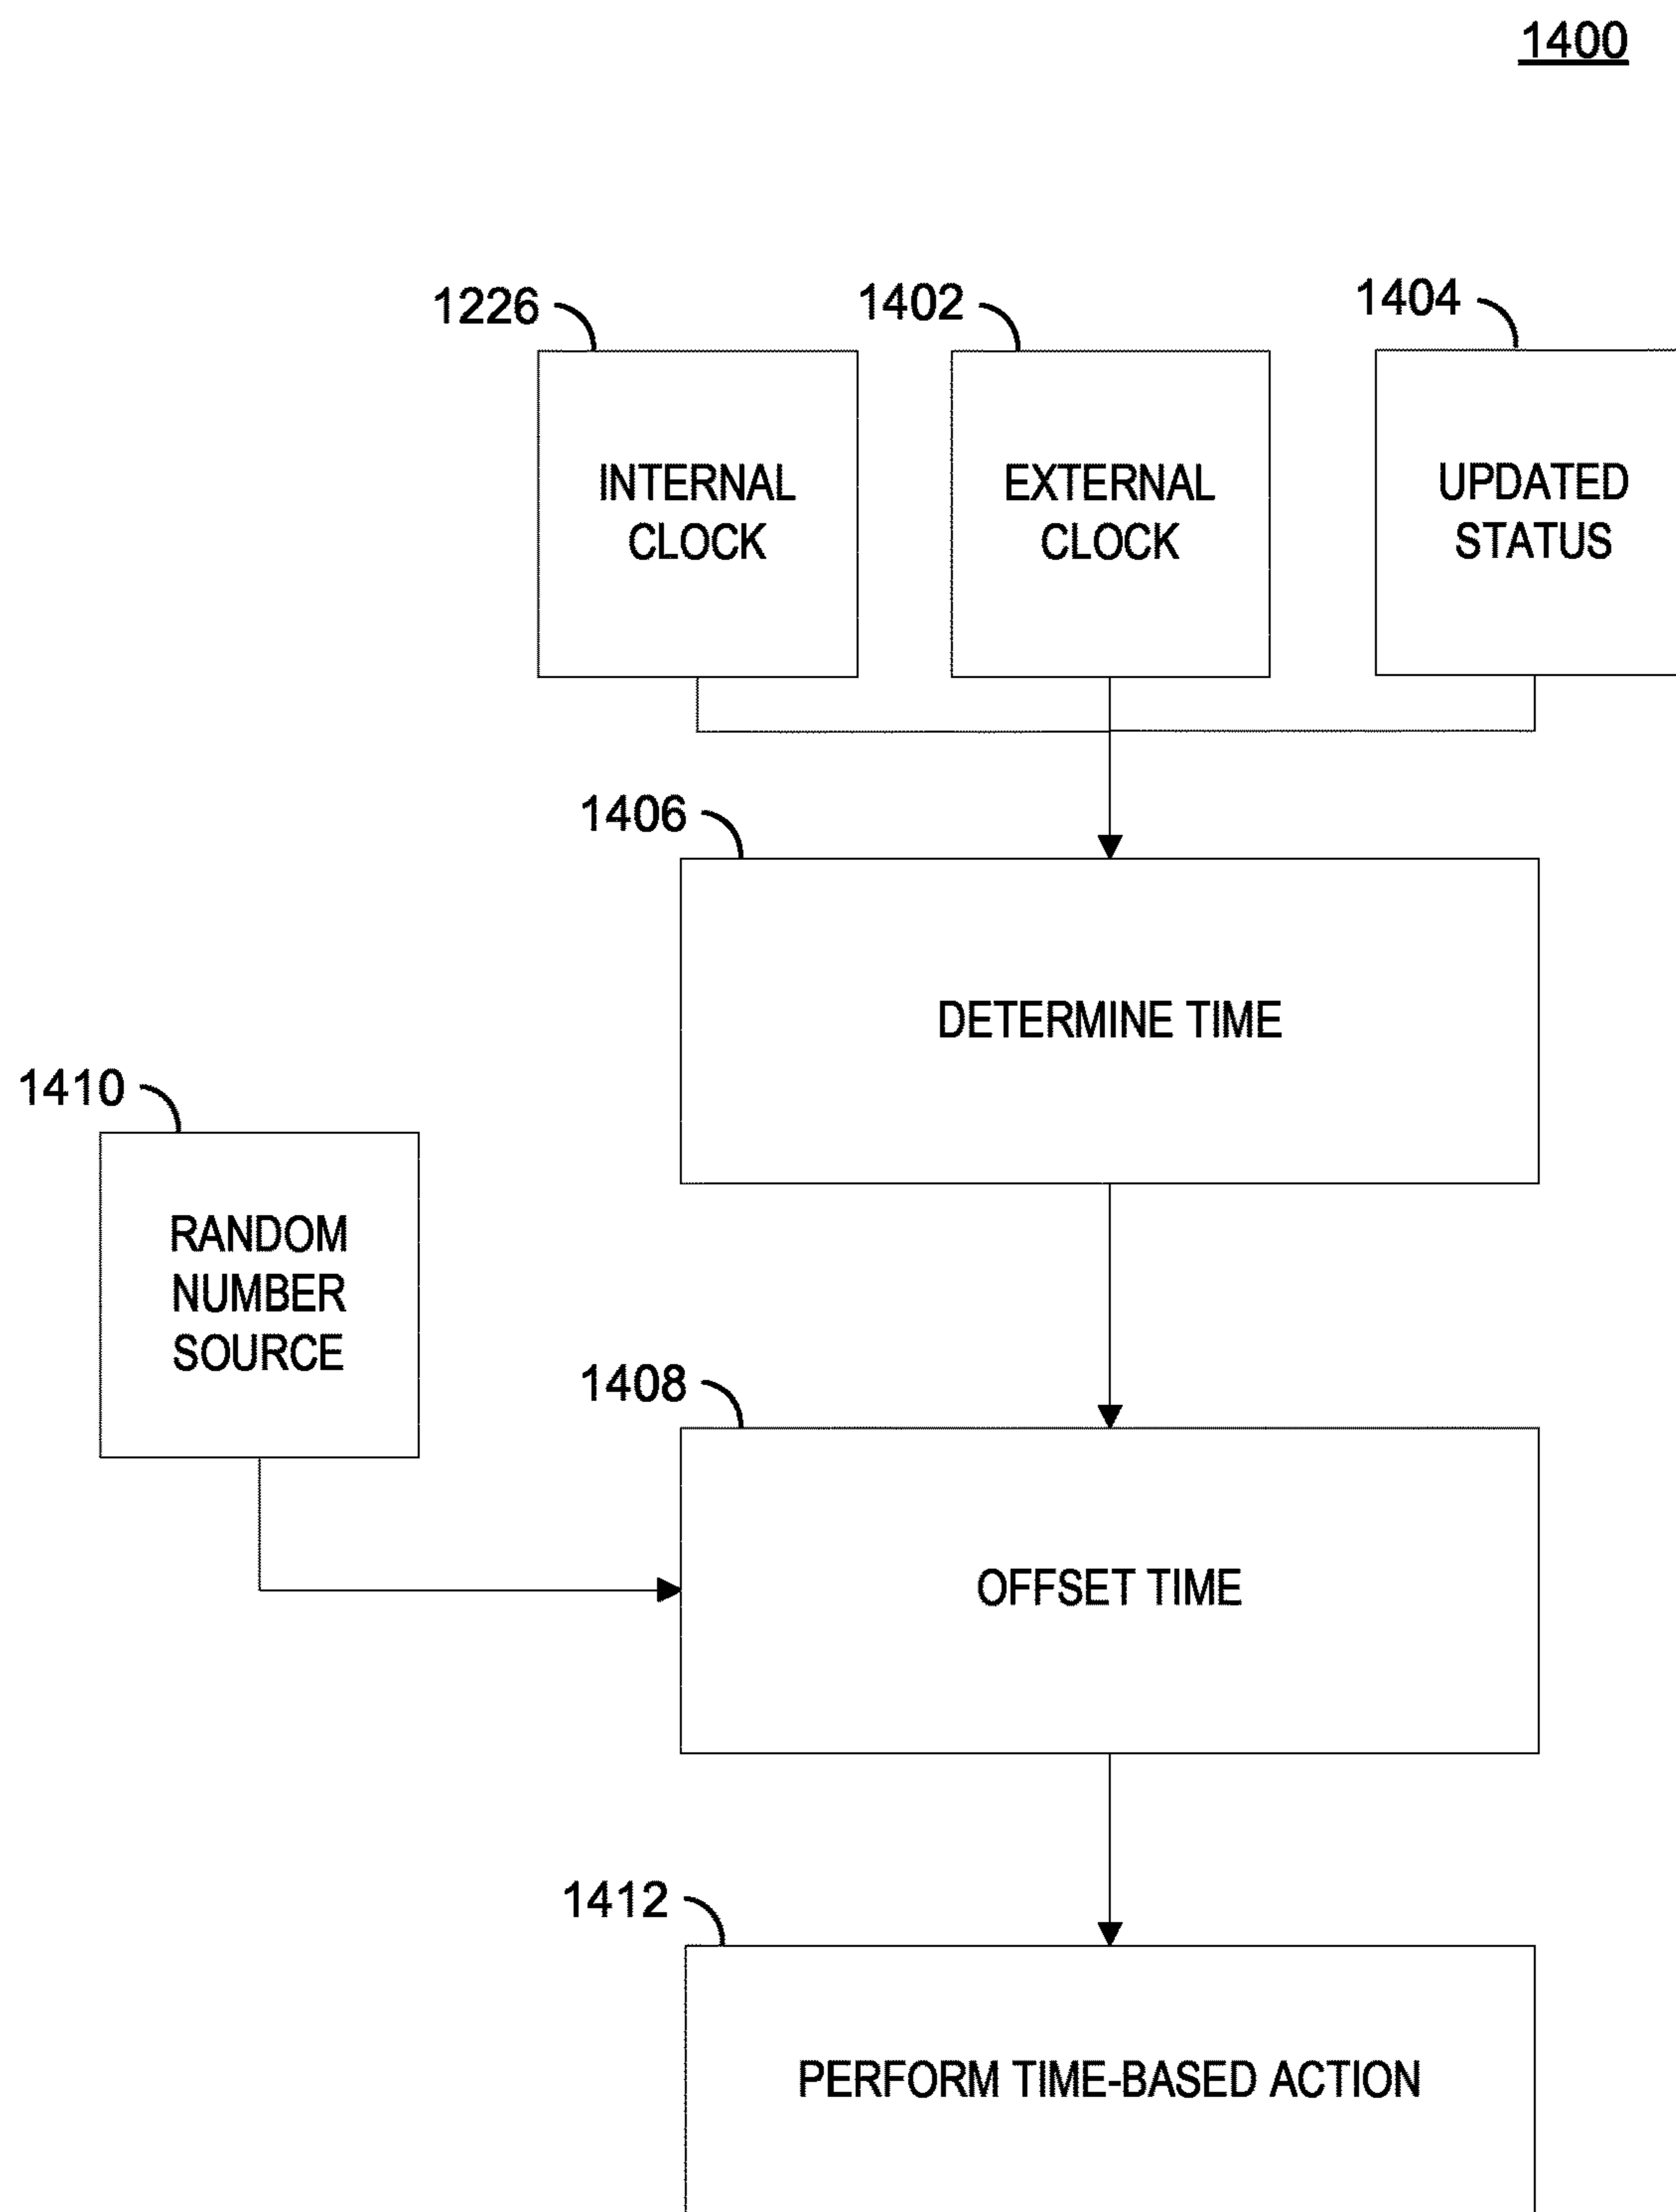 1400
1226
1402
1404
INTERNAL
CLOCK
EXTERNAL
CLOCK
UPDATED
STATUS
1406
DETERMINE TIME
1410
RANDOM
NUMBER
SOURCE
1408
OFFSET TIME
1412
PERFORM TIME-BASED ACTION